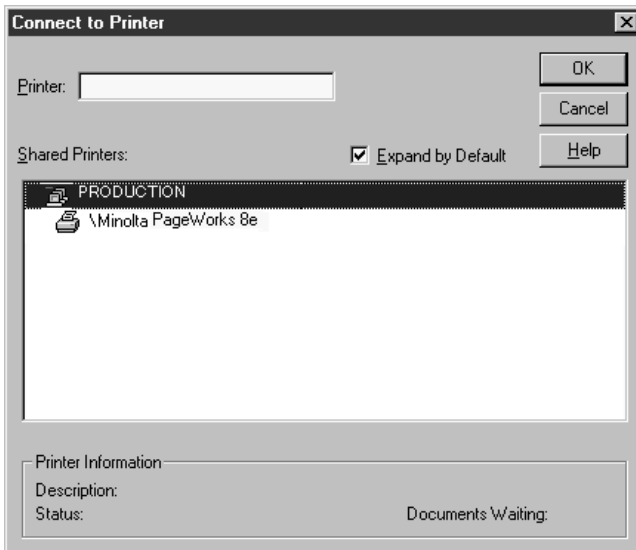 Connect to Printer
Printer:
OK
Cancel
Shared Printers:
Expand by Default
Help
PRODUCTION
\Minolta PageWorks 8e
Printer Information
Description:
Status:
Documents Waiting: